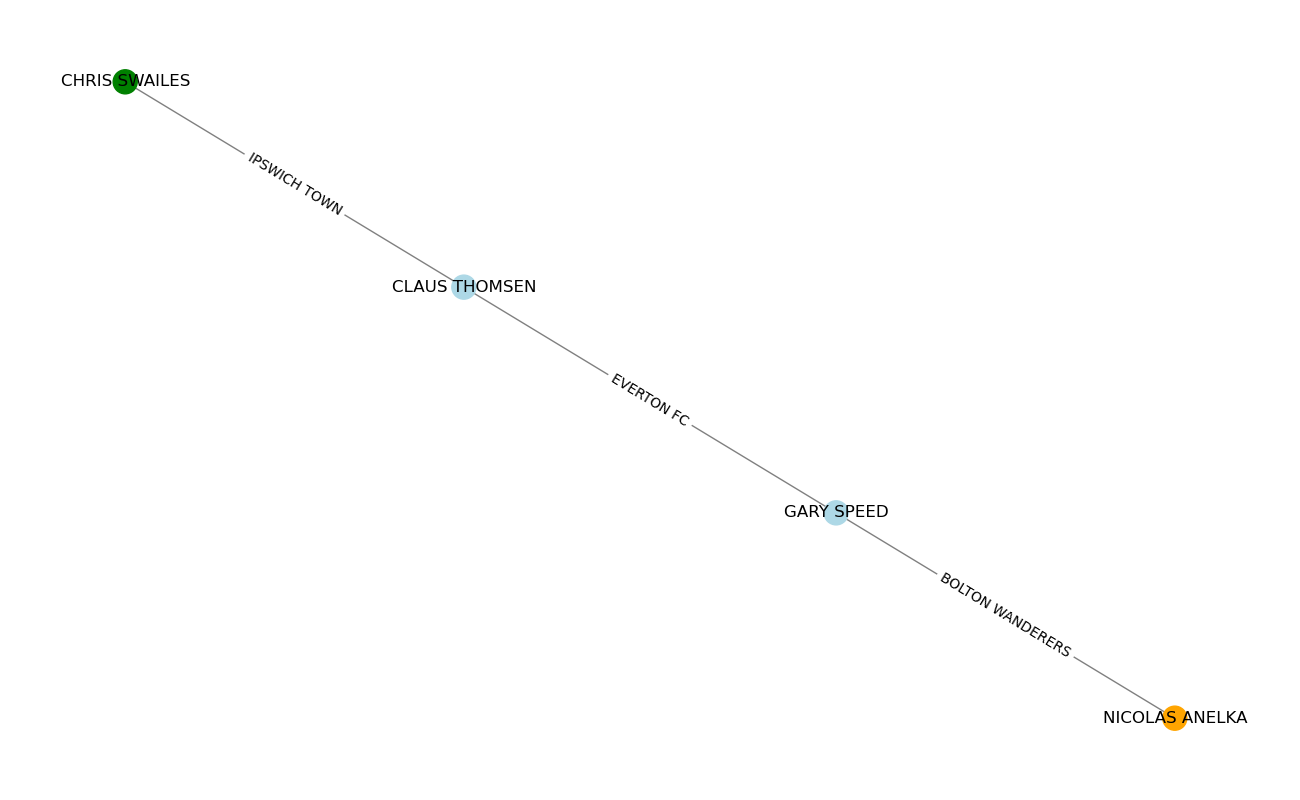 CHRIS SWAILES
IPSWICH TOWN
CLAUS THOMSEN
EVERTON FC
GARY SPEED
BOLTON WANDERERS
NICOLAS ANELKA